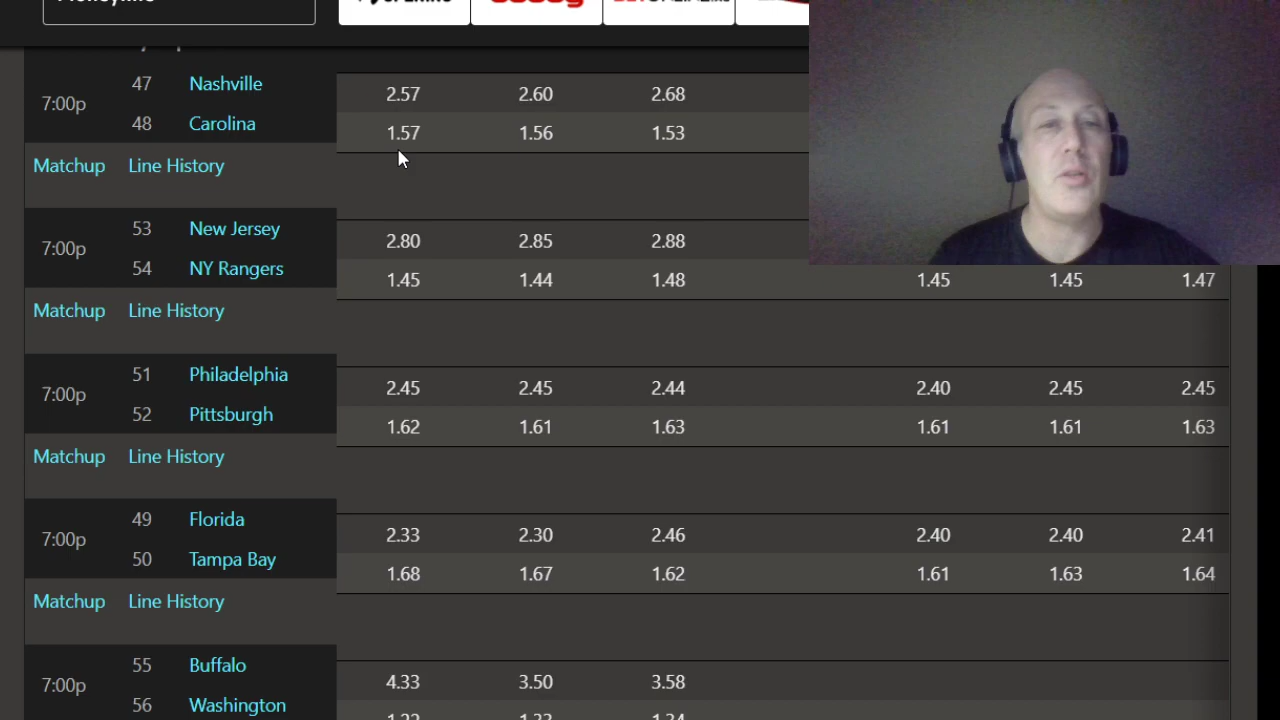 47 Nashville 2.57 2.60 2.68
7:00p
48 Carolina 1.57 1.56 1.53
Matchup Line History
53 New Jersey 2.80 2.85 2.88
7:00p
54 NY Rangers 1.45 1.44 1.48 1.45 1.45 1.47
Matchup Line History
51 Philadelphia 2.45 2.45 2.44 2.40 2.45 2.45
7:00p
52 Pittsburgh 1.62 1.61 1.63 1.61 1.61 1.63
Matchup Line History
49 Florida 2.33 2.30 2.46 2.40 2.40 2.41
7:00p
50 Tampa Bay 1.68 1.67 1.62 1.61 1.63 1.64
Matchup Line History
55 Buffalo 4.33 3.50 3.58
7:00p
56 Washington